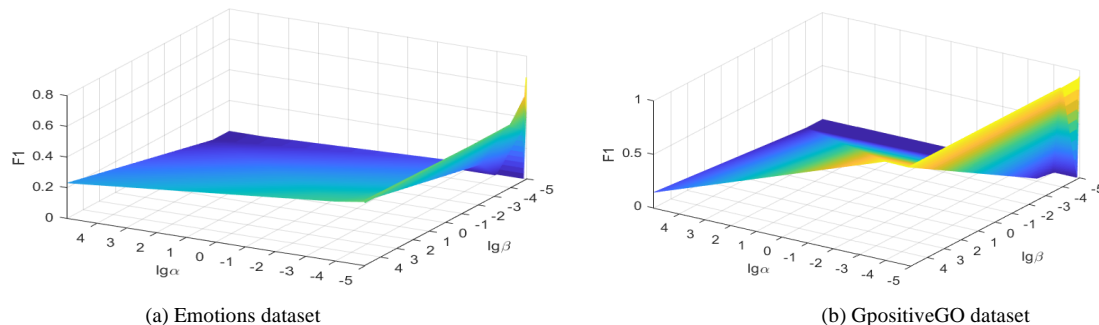 0.8
0.6
0.4
0.2
0
F1
4 3 2 1 0 -1 -2 -3 -4 -5
lgα
4 3 2 1 0 -1 -2 -3 -4 -5
lgβ
(a) Emotions dataset
1
0.5
0
F1
4 3 2 1 0 -1 -2 -3 -4 -5
lgα
4 3 2 1 0 -1 -2 -3 -4 -5
lgβ
(b) GpositiveGO dataset